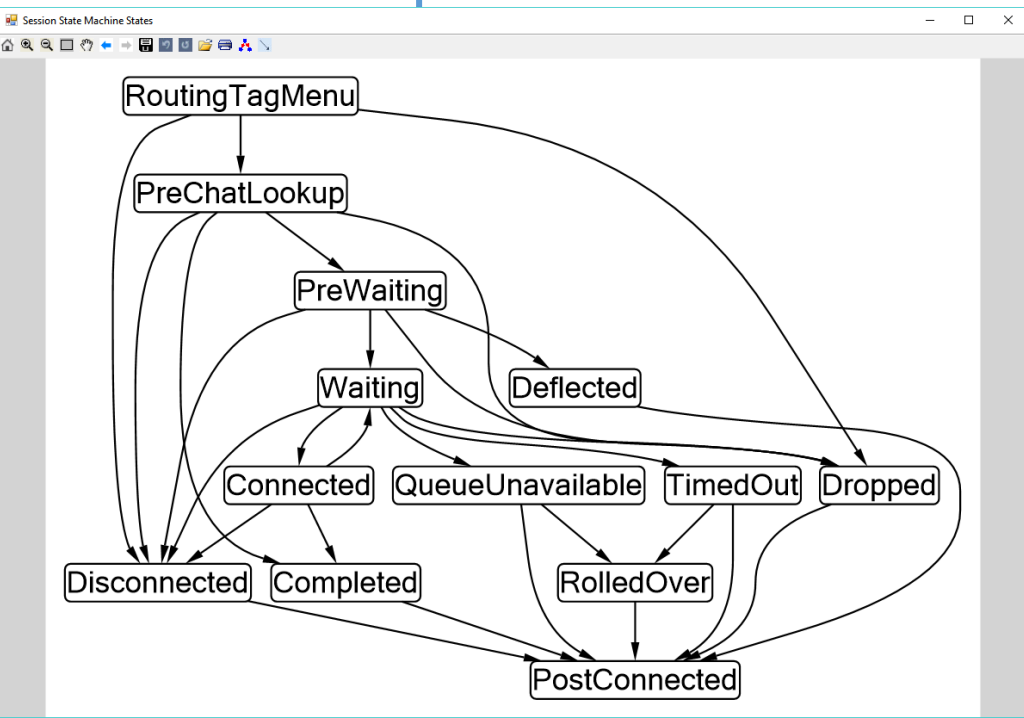 Session State Machine States
RoutingTagMenu
PreChatLookup
PreWaiting
Waiting
Deflected
Connected
QueueUnavailable
TimedOut
Dropped
Disconnected
Completed
RolledOver
PostConnected